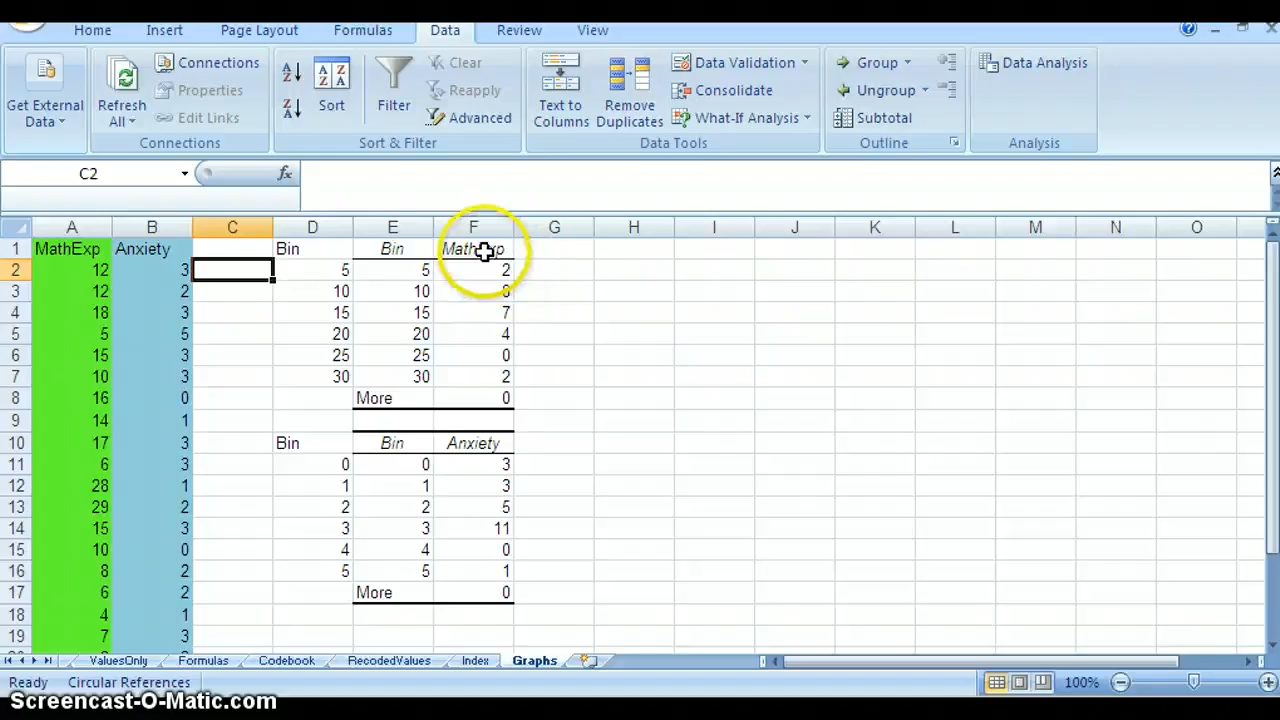 Home Insert Page Layout Formulas Data Review View
Get External Data
Refresh All
Connections
Properties
Edit Links
Connections
Sort
Filter
Clear
Reapply
Advanced
Sort & Filter
Text to Columns
Remove Duplicates
Data Validation
Consolidate
What-If Analysis
Data Tools
Group
Ungroup
Subtotal
Outline
Data Analysis
Analysis
C2 fx
A B C D E F G H I J K L M N O
1 MathExp Anxiety Bin Bin MathExp
2 12 3 5 5 2
3 12 2 10 10
4 18 3 15 15 7
5 5 5 20 20 4
6 15 3 25 25 0
7 10 3 30 30 2
8 16 0 More 0
9 14 1
10 17 3 Bin Bin Anxiety
11 6 3 0 0 3
12 28 1 1 1 3
13 29 2 2 2 5
14 15 3 3 3 11
15 10 0 4 4 0
16 8 2 5 5 1
17 6 2 More 0
18 4 1
19 7 3
ValuesOnly Formulas Codebook RecodedValues Index Graphs
Ready Circular References 100%
Screencast-O-Matic.com